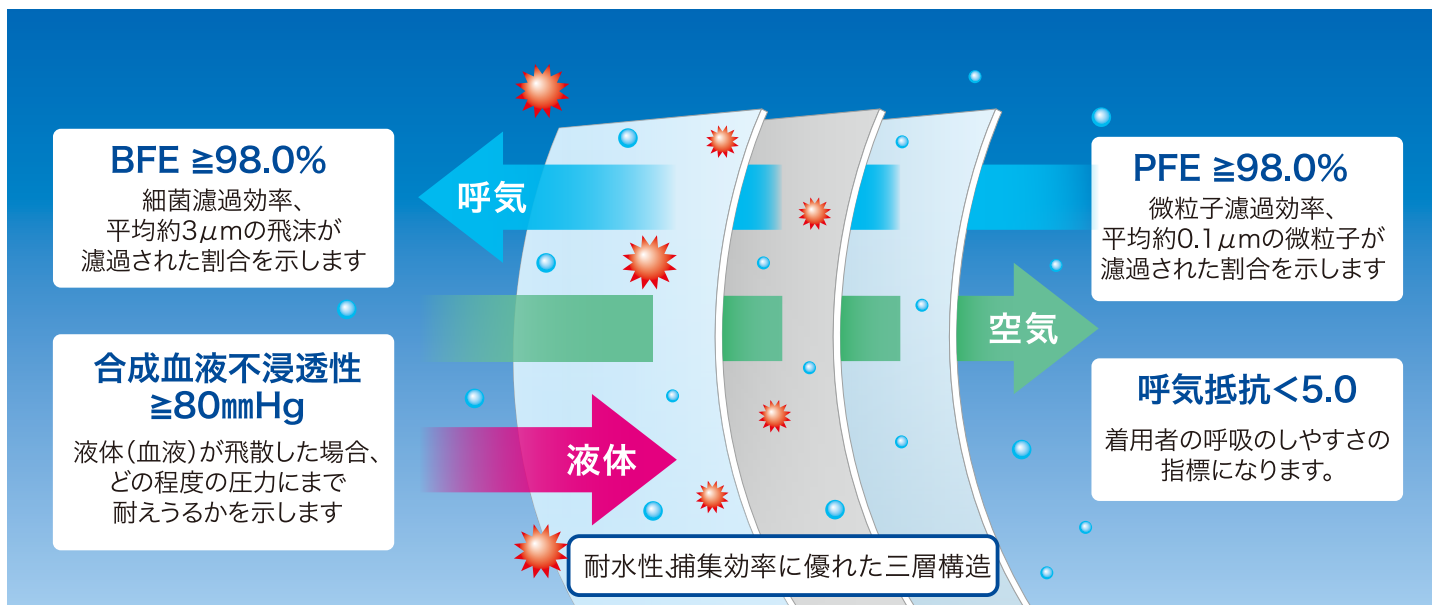 BFE ≧98.0%
細菌濾過効率、
平均約3μmの飛沫が
濾過された割合を示します
合成血液不浸透性
≧80㎜Hg
液体(血液)が飛散した場合、
どの程度の圧力にまで
耐えうるかを示します
呼気
空気
液体
耐水性、捕集効率に優れた三層構造
PFE ≧98.0%
微粒子濾過効率、
平均約0.1μmの微粒子が
濾過された割合を示します
呼気抵抗<5.0
着用者の呼吸のしやすさの
指標になります。